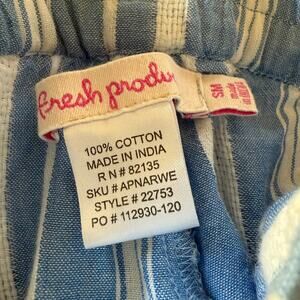 fresh produ
SM
100% COTTON
MADE IN INDIA
R N # 82135
SKU # APNARWE
STYLE # 22753
PO # 112930-120